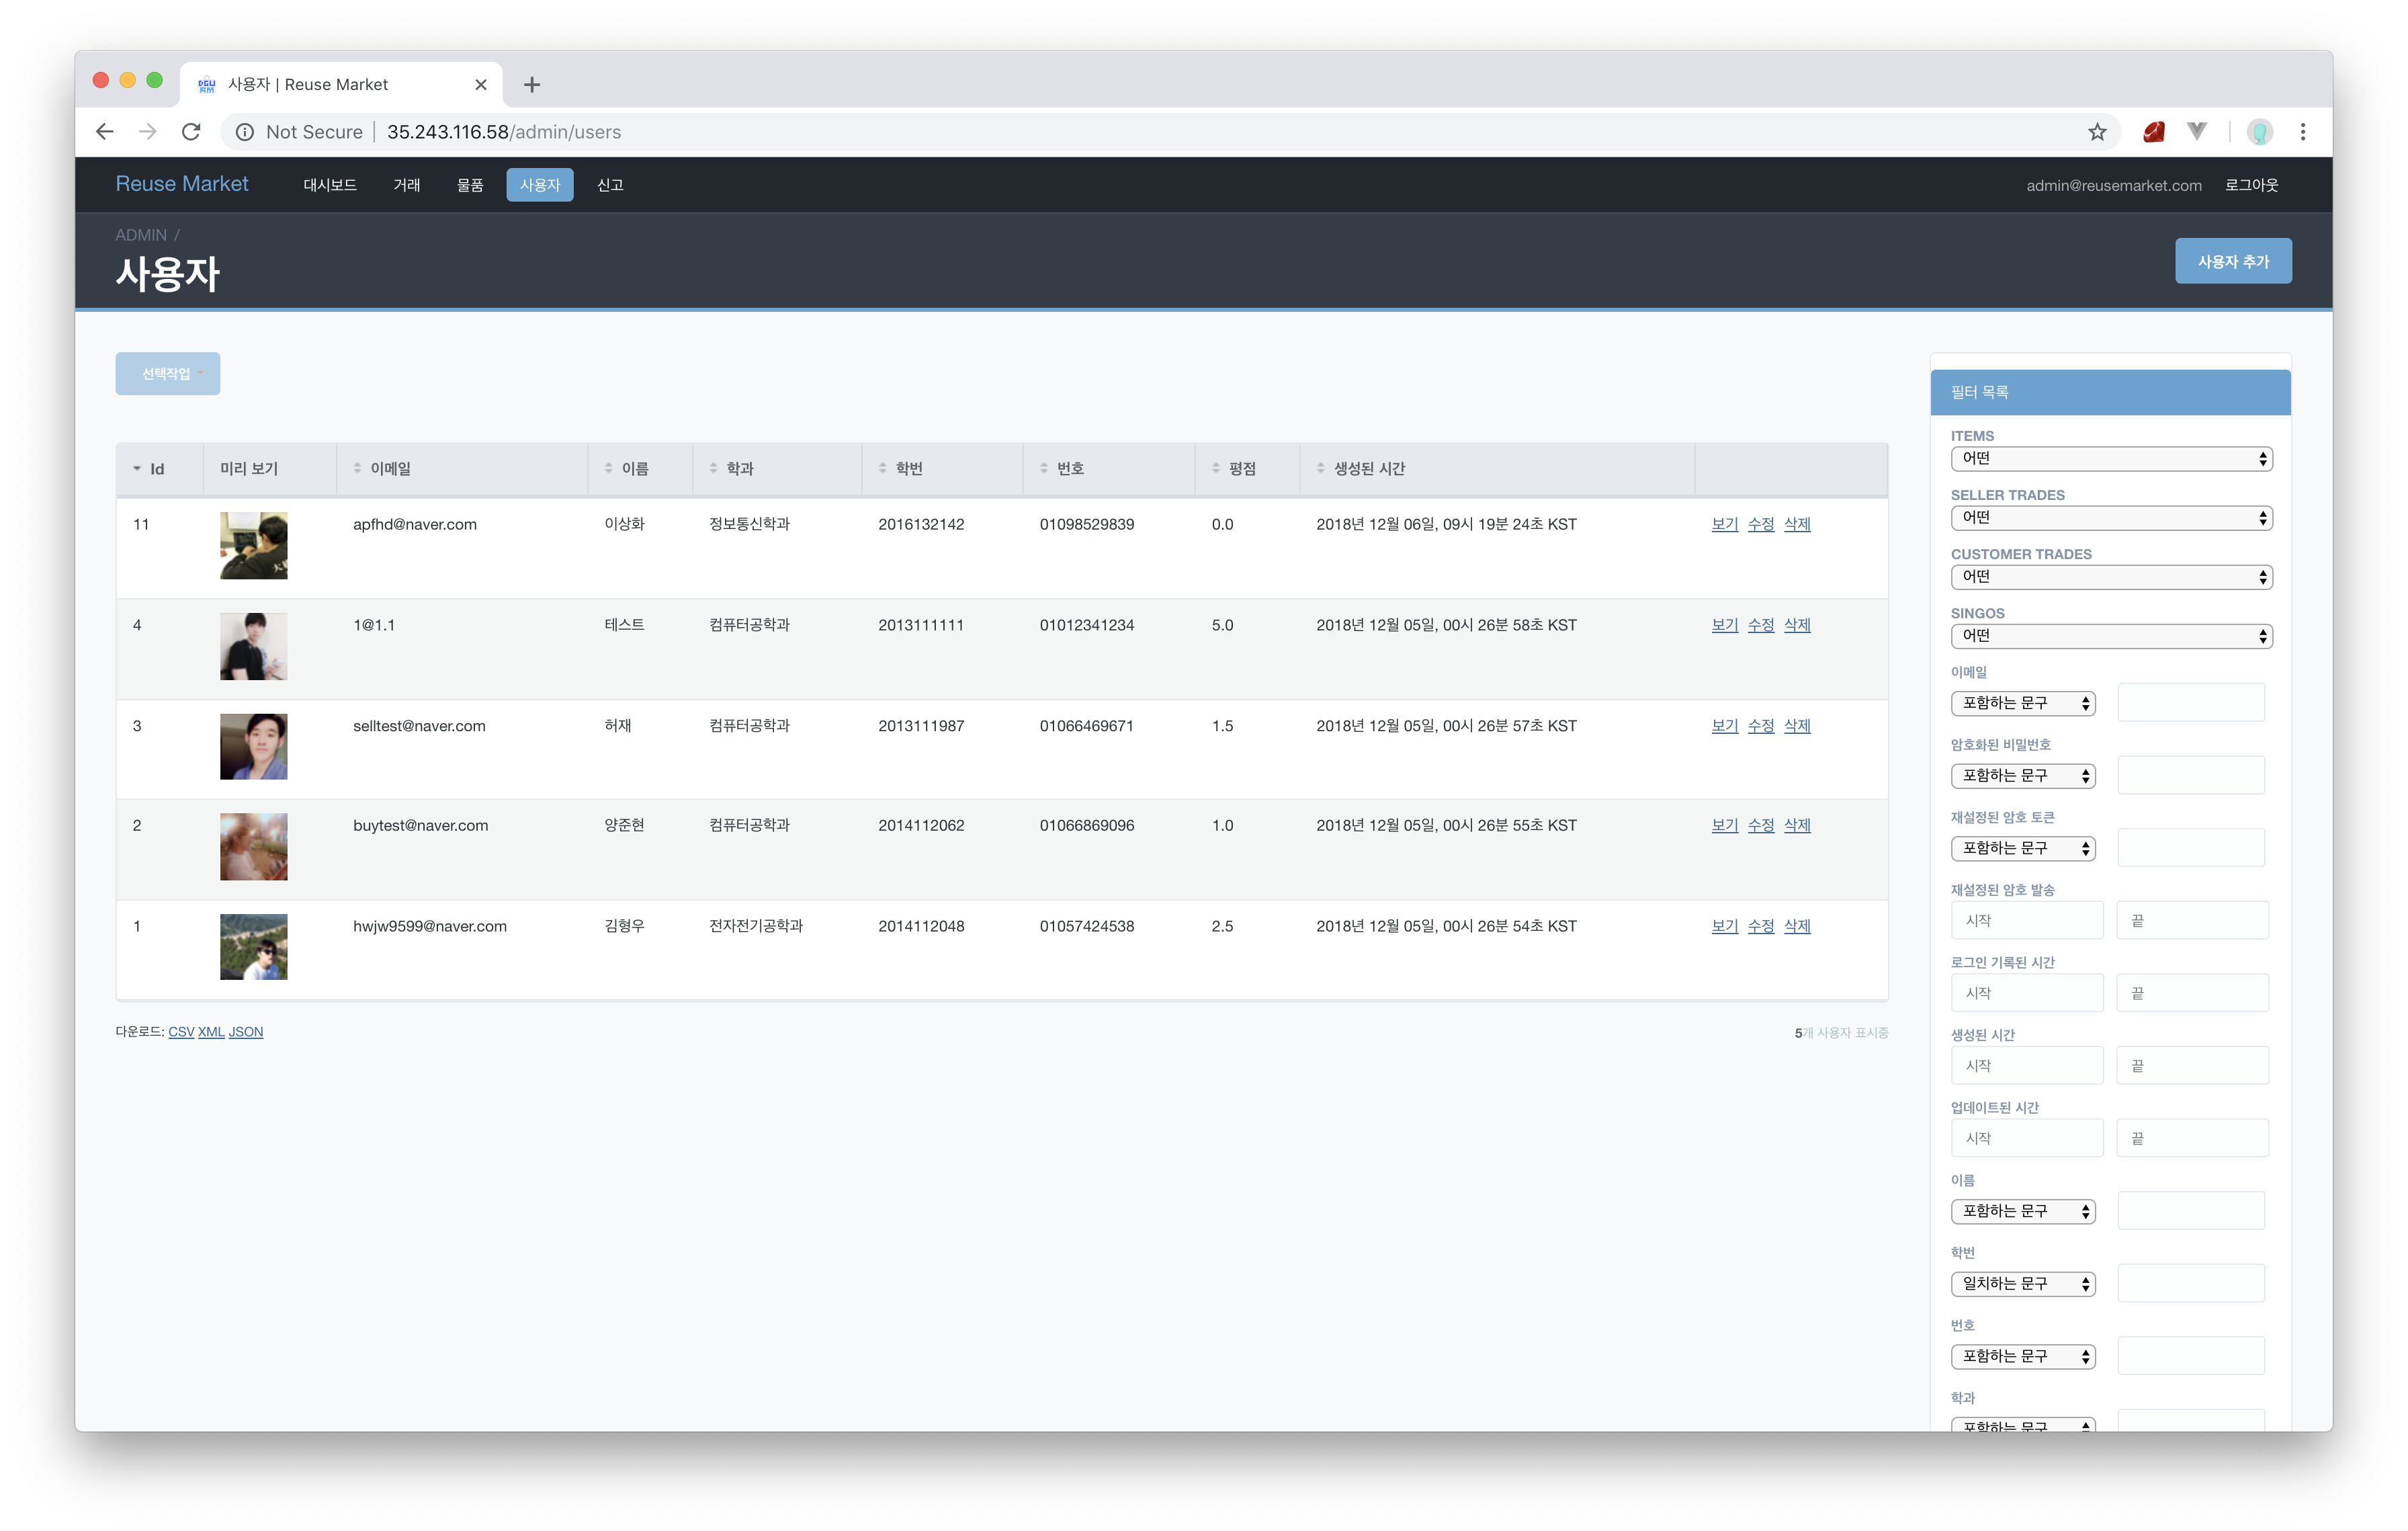 사용자 | Reuse Market
Not Secure | 35.243.116.58/admin/users
Reuse Market 대시보드 거래 물품 사용자 신고 admin@reusemarket.com 로그아웃
ADMIN /
사용자
사용자 추가
선택작업
Id 미리 보기 이메일 이름 학과 학번 번호 평점 생성된 시간
11 apfhd@naver.com 이상화 정보통신학과 2016132142 01098529839 0.0 2018년 12월 06일, 09시 19분 24초 KST 보기 수정 삭제
4 1@1.1 테스트 컴퓨터공학과 2013111111 01012341234 5.0 2018년 12월 05일, 00시 26분 58초 KST 보기 수정 삭제
3 selltest@naver.com 허재 컴퓨터공학과 2013111987 01066469671 1.5 2018년 12월 05일, 00시 26분 57초 KST 보기 수정 삭제
2 buytest@naver.com 양준현 컴퓨터공학과 2014112062 01066869096 1.0 2018년 12월 05일, 00시 26분 55초 KST 보기 수정 삭제
1 hwjw9599@naver.com 김형우 전자전기공학과 2014112048 01057424538 2.5 2018년 12월 05일, 00시 26분 54초 KST 보기 수정 삭제
다운로드: CSV XML JSON
5개 사용자 표시중
필터 목록
ITEMS
어떤
SELLER TRADES
어떤
CUSTOMER TRADES
어떤
SINGOS
어떤
이메일
포함하는 문구
암호화된 비밀번호
포함하는 문구
재설정된 암호 토큰
포함하는 문구
재설정된 암호 발송
시작 끝
로그인 기록된 시간
시작 끝
생성된 시간
시작 끝
업데이트된 시간
시작 끝
이름
포함하는 문구
학번
일치하는 문구
번호
포함하는 문구
학과
포함하는 문구